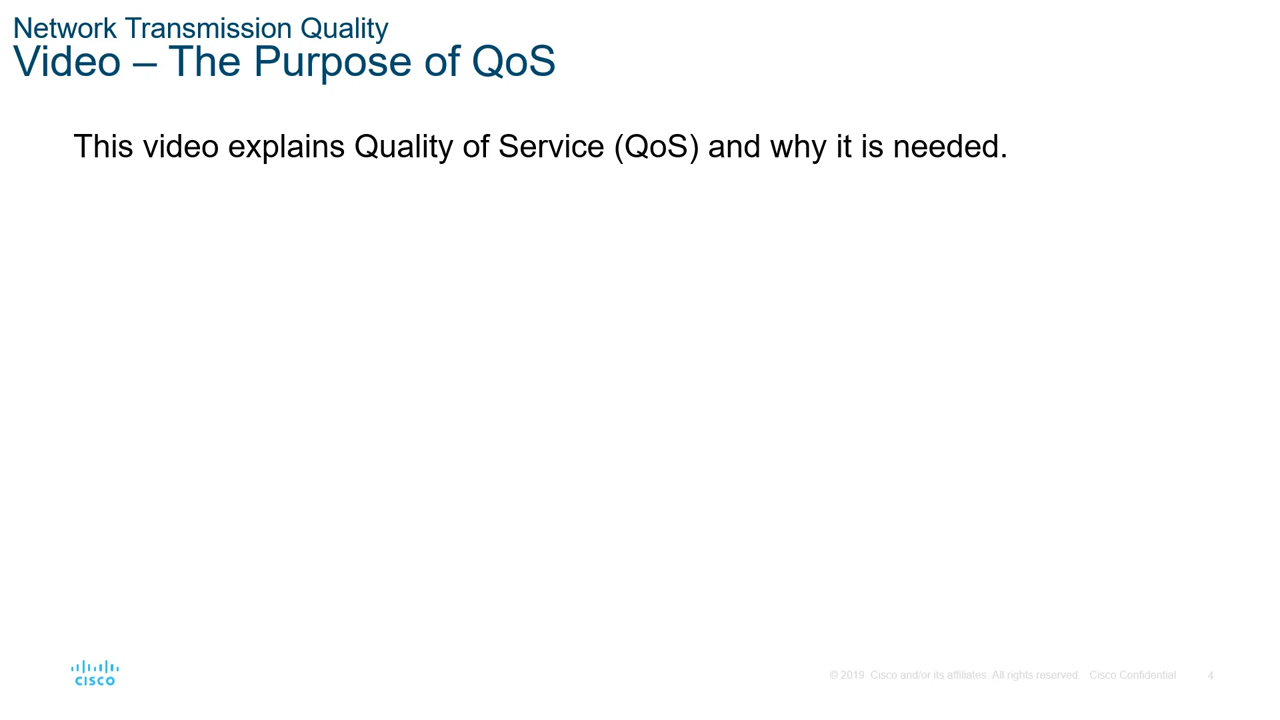 Network Transmission Quality
Video – The Purpose of QoS
This video explains Quality of Service (QoS) and why it is needed.
CISCO
© 2019 Cisco and/or its affiliates. All rights reserved. Cisco Confidential 4